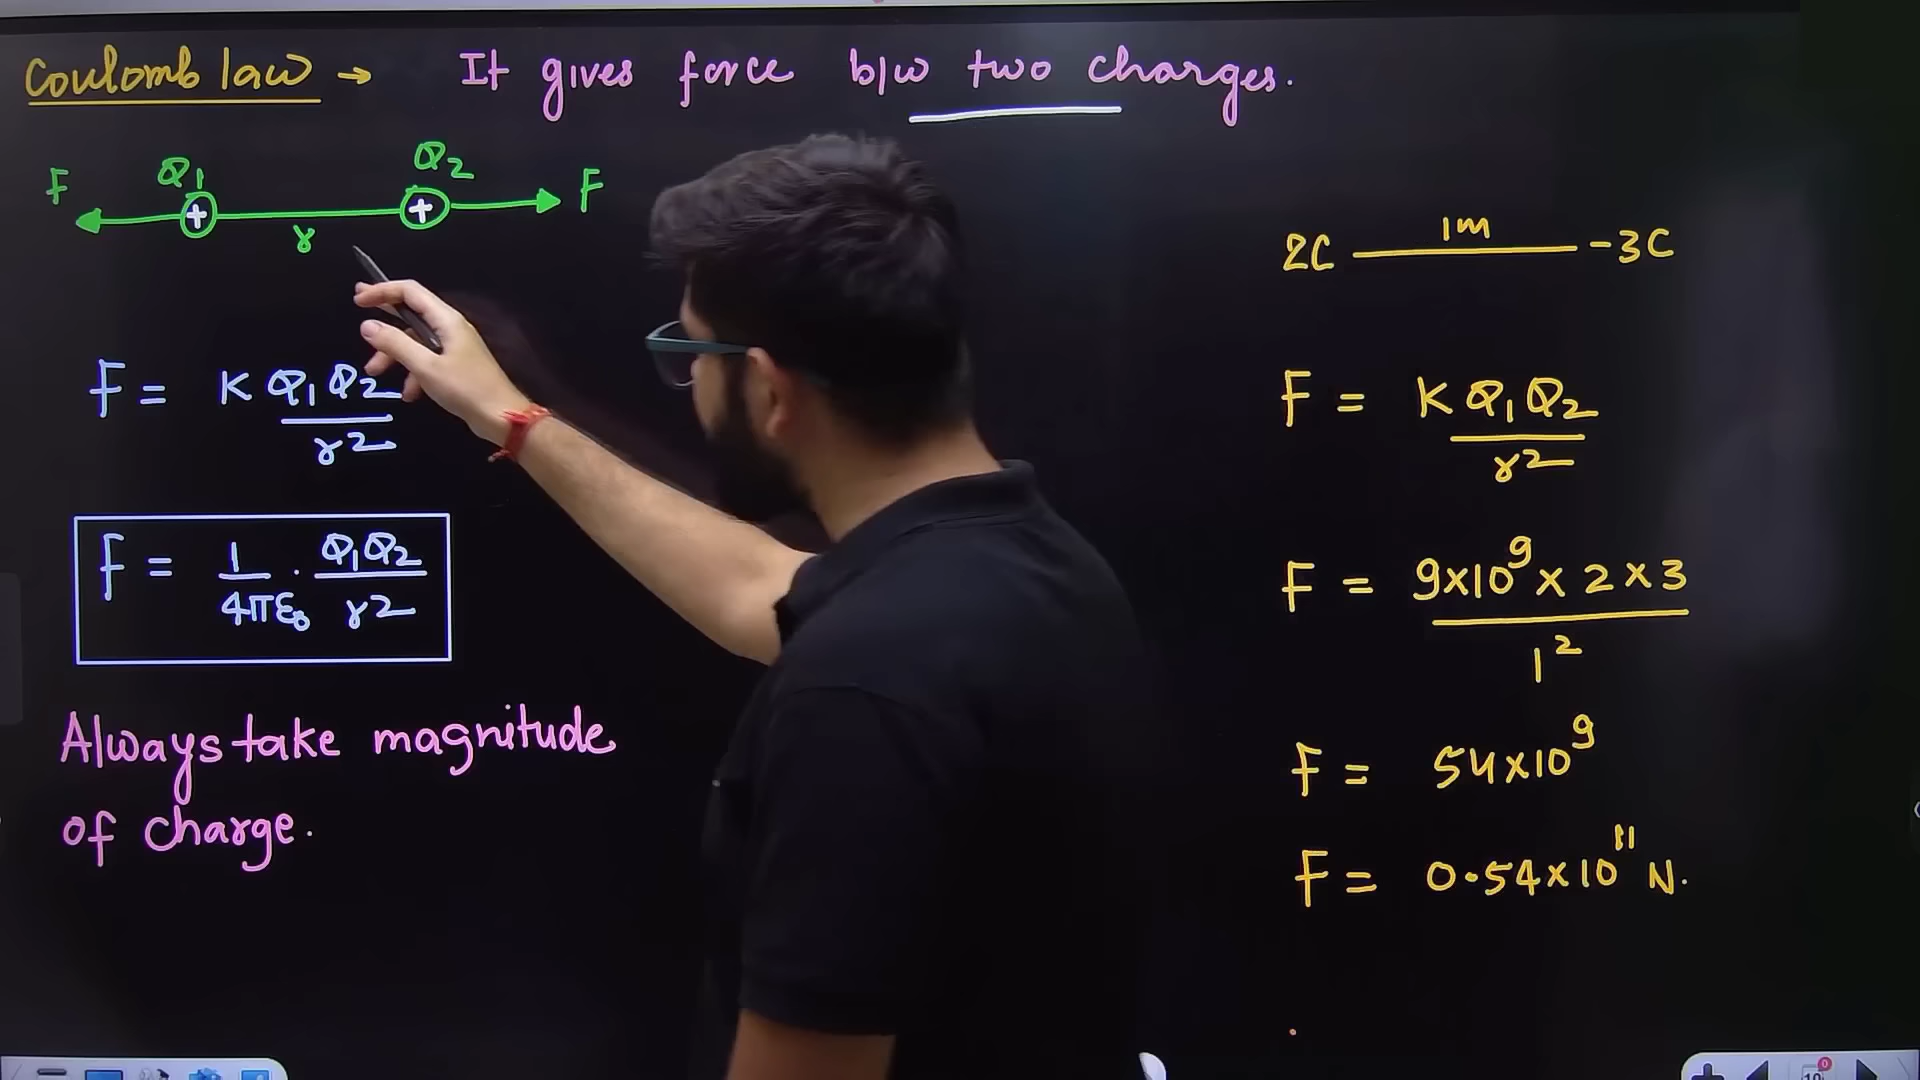 Coulomb law → It gives force b/w two charges.
F Q₁ Q₂ F
+ +
r
F = K Q₁Q₂ / r²
F = 1/4πε₀ · Q₁Q₂/r²
Always take magnitude
of charge.
1m
2C -3C
F = K Q₁Q₂ / r²
F = 9×10⁹ × 2 × 3 / 1²
F = 54×10⁹
F = 0.54×10¹¹ N.